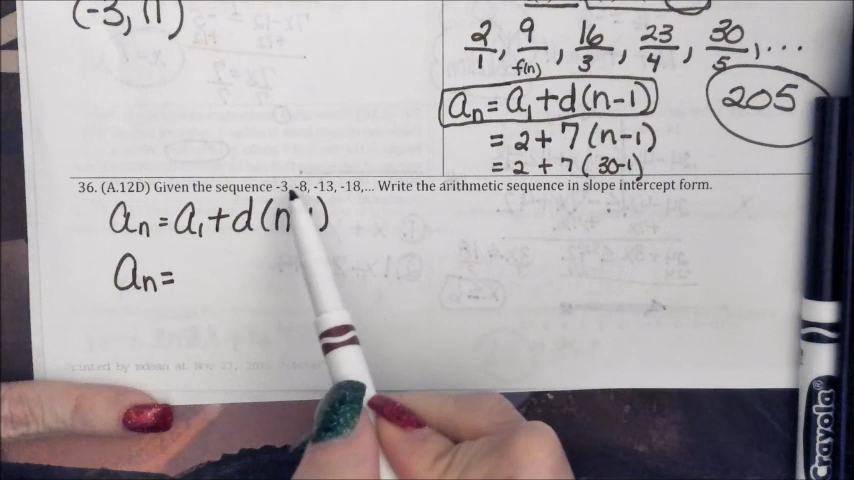 (-3, 11)
2/1, 9/f(n), 16/3, 23/4, 30/5, ...
an = a1 + d(n-1)
205
= 2 + 7(n-1)
= 2 + 7(30-1)
36. (A.12D) Given the sequence -3, -8, -13, -18,... Write the arithmetic sequence in slope intercept form.
an = a1 + d(n-1)
an =
Crayola